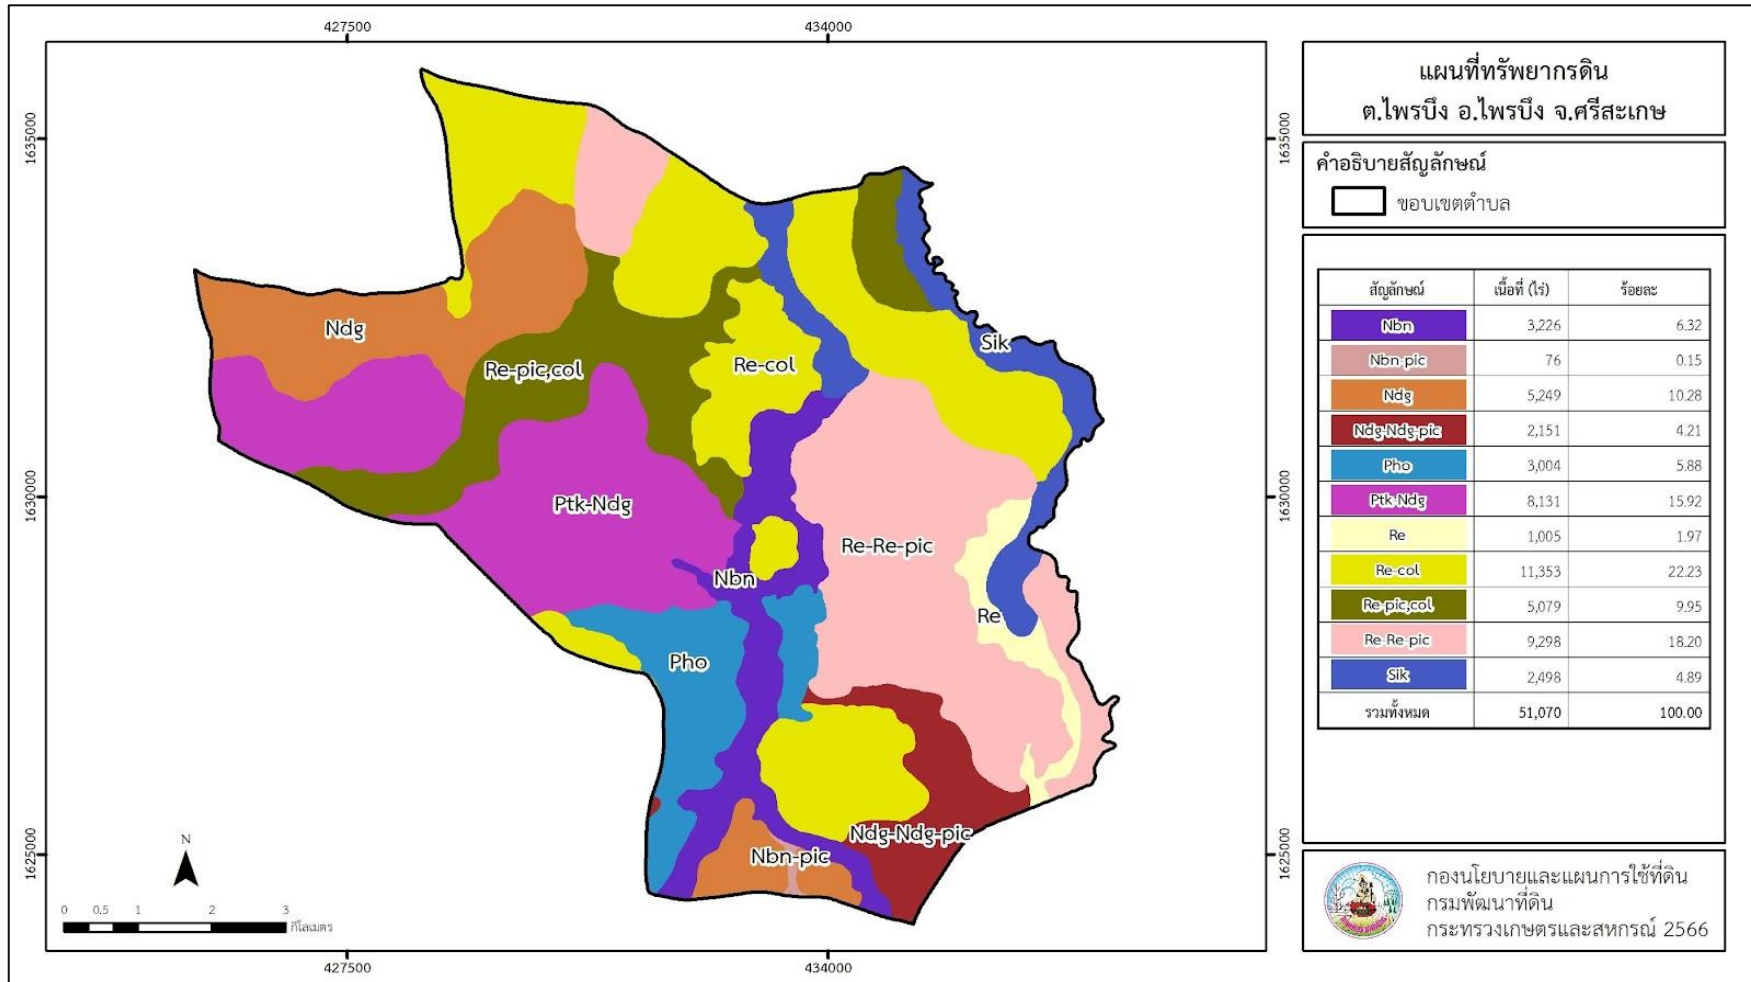 427500
434000
1635000
1635000
1630000
1630000
1625000
1625000
427500
434000
Ndg
Re-pic,col
Re-col
Sik
Ptk-Ndg
Re-Re-pic
Nbn
Re
Pho
Ndg-Ndg-pic
Nbn-pic
N
0 0.5 1 2 3
กิโลเมตร
แผนที่ทรัพยากรดิน
ต.ไพรบึง อ.ไพรบึง จ.ศรีสะเกษ
คำอธิบายสัญลักษณ์
ขอบเขตตำบล
สัญลักษณ์ เนื้อที่ (ไร่) ร้อยละ
Nbn 3,226 6.32
Nbn-pic 76 0.15
Ndg 5,249 10.28
Ndg-Ndg-pic 2,151 4.21
Pho 3,004 5.88
Ptk-Ndg 8,131 15.92
Re 1,005 1.97
Re-col 11,353 22.23
Re-pic,col 5,079 9.95
Re-Re-pic 9,298 18.20
Sik 2,498 4.89
รวมทั้งหมด 51,070 100.00
กองนโยบายและแผนการใช้ที่ดิน
กรมพัฒนาที่ดิน
กระทรวงเกษตรและสหกรณ์ 2566